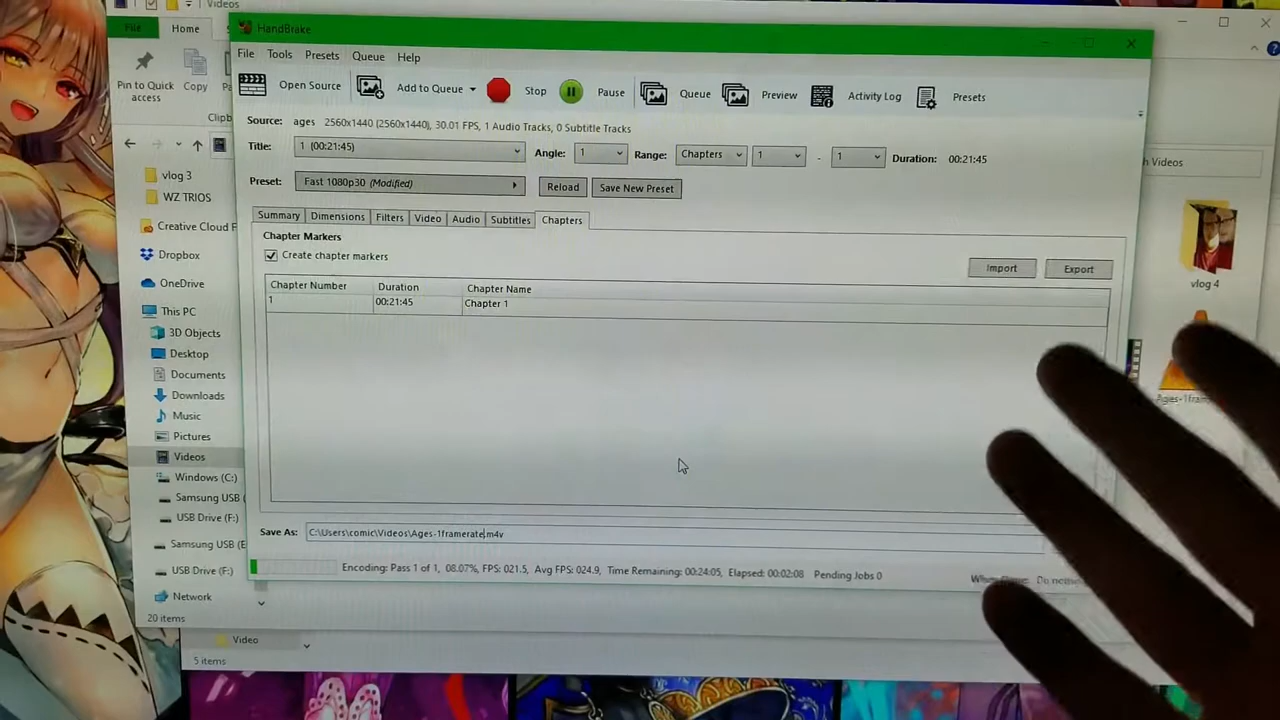 Videos
File Home
HandBrake
File Tools Presets Queue Help
Pin to Quick access
Copy
Open Source
Add to Queue
Stop
Pause
Queue
Preview
Activity Log
Presets
Source: ages 2560x1440 (2560x1440), 30.01 FPS, 1 Audio Tracks, 0 Subtitle Tracks
Title: 1 (00:21:45) Angle: 1 Range: Chapters 1 - 1 Duration: 00:21:45
Preset: Fast 1080p30 (Modified) Reload Save New Preset
Summary Dimensions Filters Video Audio Subtitles Chapters
Chapter Markers
Create chapter markers
Import Export
Chapter Number Duration Chapter Name
1 00:21:45 Chapter 1
Save As: C:\Users\comic\Videos\Ages-1framerate.m4v
Encoding: Pass 1 of 1, 08.07%, FPS: 021.5, Avg FPS: 024.9, Time Remaining: 00:24:05, Elapsed: 00:02:08 Pending Jobs 0
vlog 3
WZ TRIOS
Creative Cloud F
Dropbox
OneDrive
This PC
3D Objects
Desktop
Documents
Downloads
Music
Pictures
Videos
Windows (C:)
Samsung USB (
USB Drive (F:)
Samsung USB (E
USB Drive (F:)
Network
20 items
Video
5 items
Videos
vlog 4